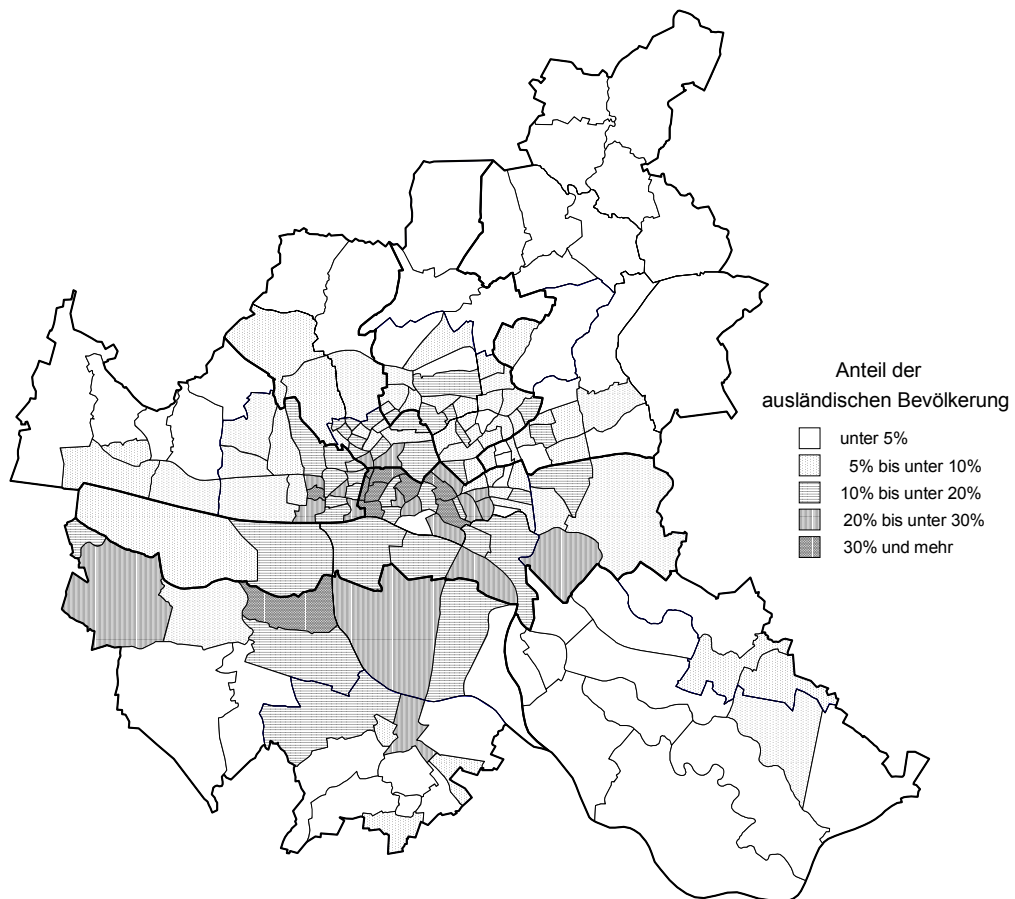 Anteil der
ausländischen Bevölkerung
unter 5%
5% bis unter 10%
10% bis unter 20%
20% bis unter 30%
30% und mehr